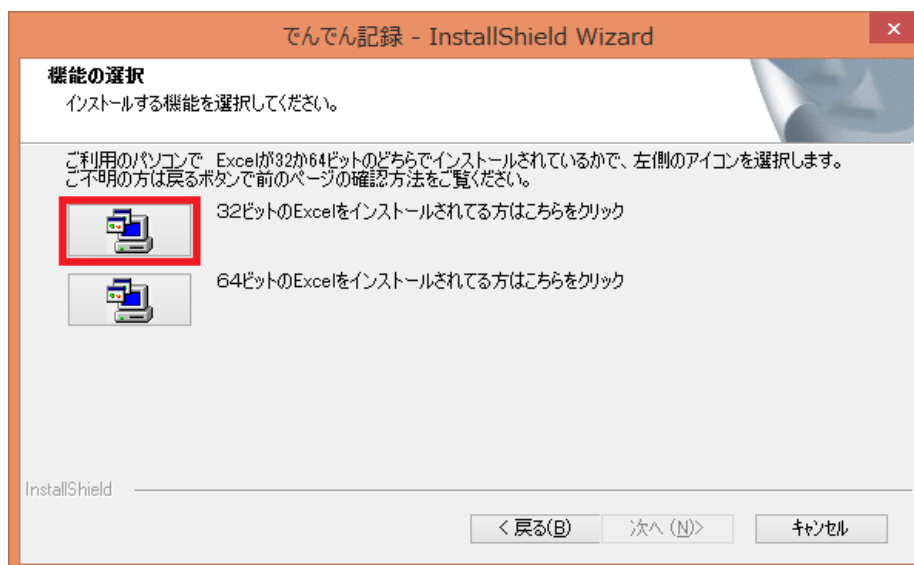 でんでん記録 - InstallShield Wizard
機能の選択
インストールする機能を選択してください。
ご利用のパソコンで Excelが32か64ビットのどちらでインストールされているかで、左側のアイコンを選択します。
ご不明の方は戻るボタンで前のページの確認方法をご覧ください。
32ビットのExcelをインストールされてる方はこちらをクリック
64ビットのExcelをインストールされてる方はこちらをクリック
InstallShield
< 戻る(B) 次へ (N)> キャンセル